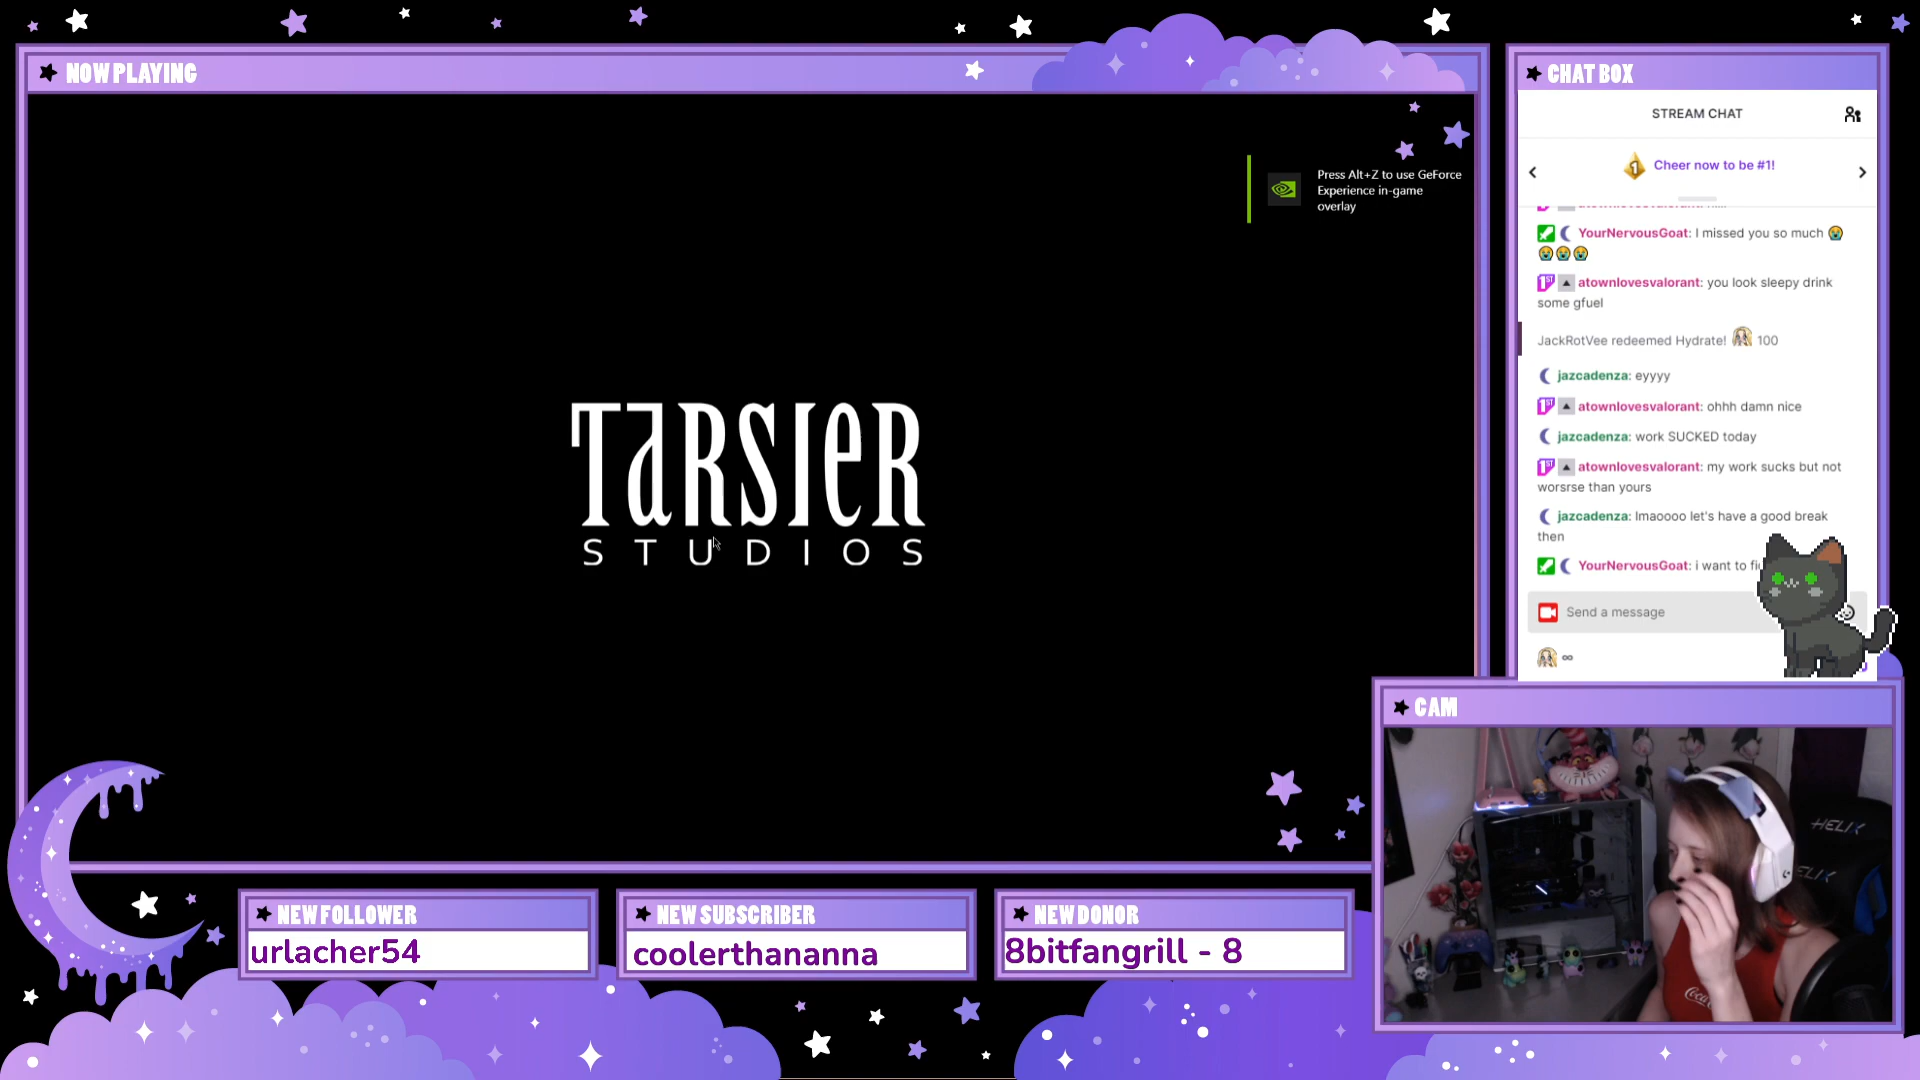 NOW PLAYING
Press Alt+Z to use GeForce
Experience in-game
overlay
TARSIER
STUDIOS
CHAT BOX
STREAM CHAT
Cheer now to be #1!
YourNervousGoat: I missed you so much
atownlovesvalorant: you look sleepy drink
some gfuel
JackRotVee redeemed Hydrate! 100
jazcadenza: eyyyy
atownlovesvalorant: ohhh damn nice
jazcadenza: work SUCKED today
atownlovesvalorant: my work sucks but not
worsrse than yours
jazcadenza: lmaoooo let's have a good break
then
YourNervousGoat: i want to
Send a message
∞
CAM
HELIX
NEW FOLLOWER
urlacher54
NEW SUBSCRIBER
coolerthananna
NEW DONOR
8bitfangrill - 8